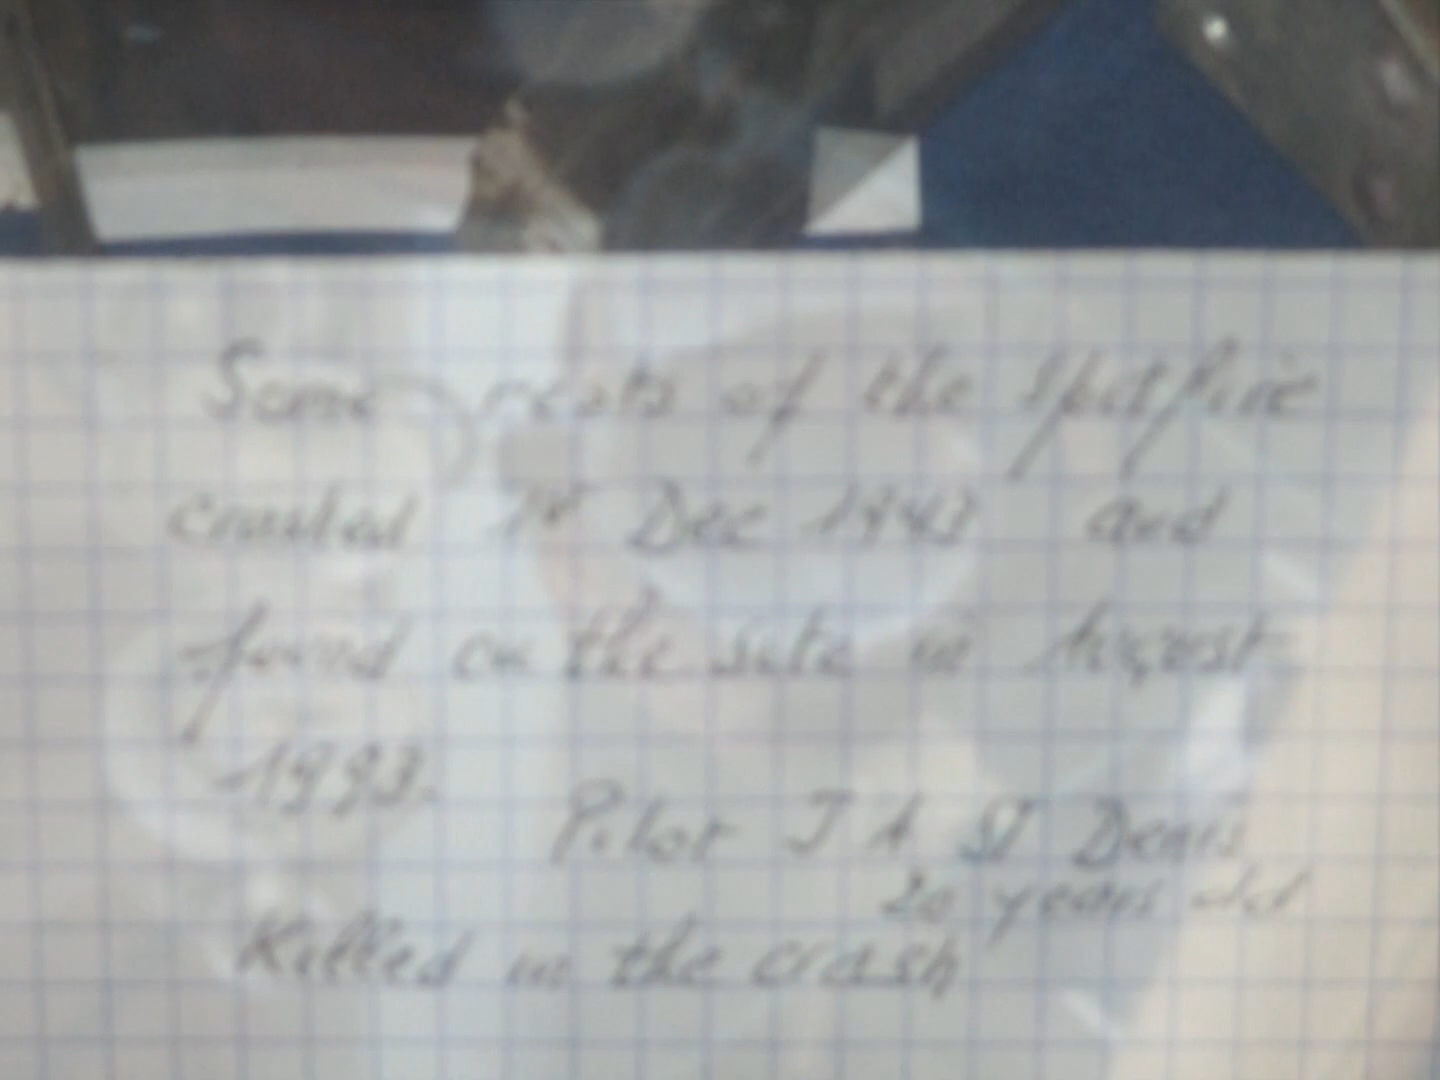 Some rests of the Spitfire
crashed Dec 1943 and
found on the site in August
1993.
Pilot J A ST Denis
20 years old
Killed in the crash